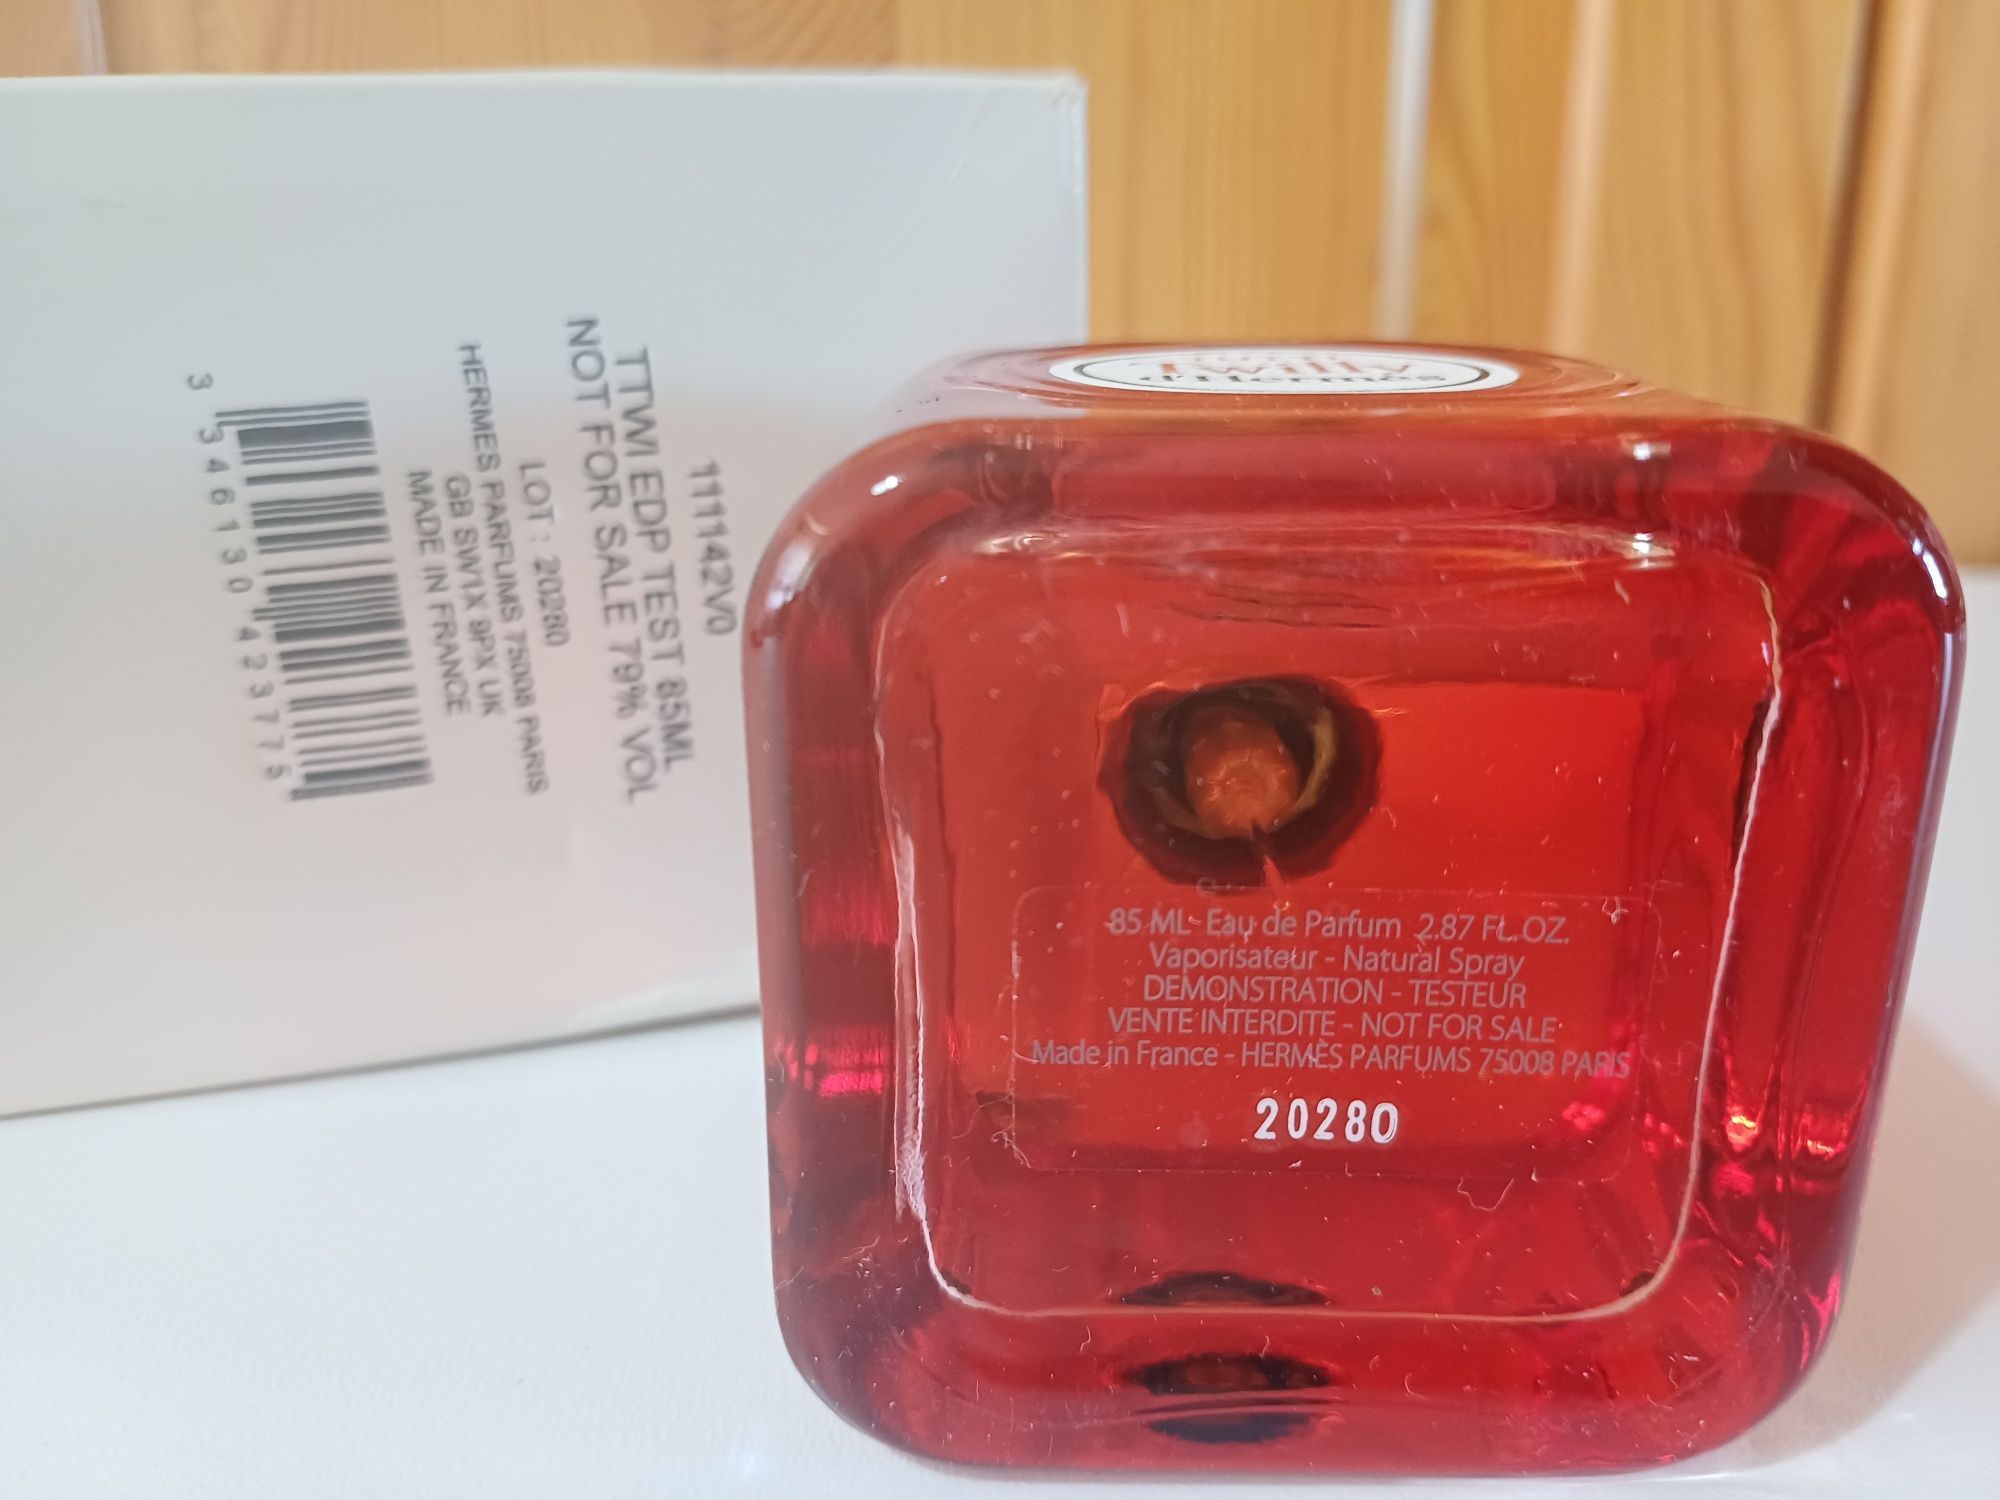 1111142V0
TTWI EDP TEST 85ML
NOT FOR SALE 79% VOL
LOT : 20280
HERMES PARFUMS 75008 PARIS
GB SW1X 9PX UK
MADE IN FRANCE
3 346130 423775
Twilly
d'Hermès
85 ML Eau de Parfum 2.87 FL.OZ.
Vaporisateur - Natural Spray
DEMONSTRATION - TESTEUR
VENTE INTERDITE - NOT FOR SALE
Made in France - HERMÈS PARFUMS 75008 PARIS
20280